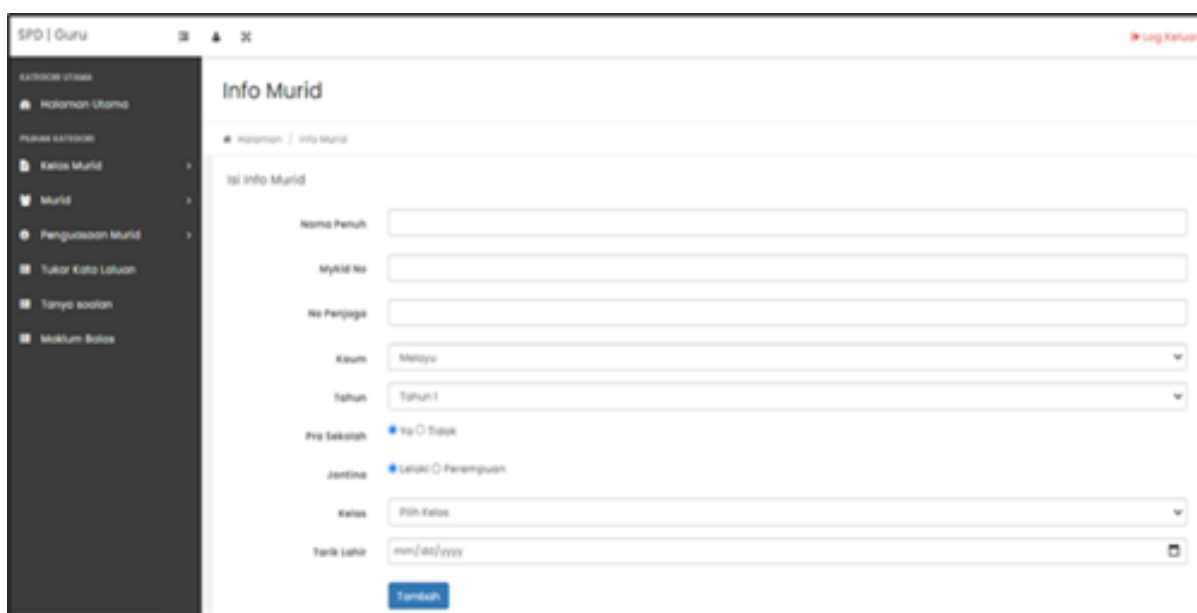 SPD | Guru
Log Keluar
KATEGORI UTAMA
Halaman Utama
PILIHAN KATEGORI
Kelas Murid
Murid
Penguasaan Murid
Tukar Kata Laluan
Tanya soalan
Maklum Balas
Info Murid
Halaman / Info Murid
Isi Info Murid
Nama Penuh
Mykid No
No Penjaga
Kaum Melayu
Tahun Tahun 1
Pra Sekolah Ya Tidak
Jantina Lelaki Perempuan
Kelas Pilih Kelas
Tarik Lahir mm/dd/yyyy
Tambah